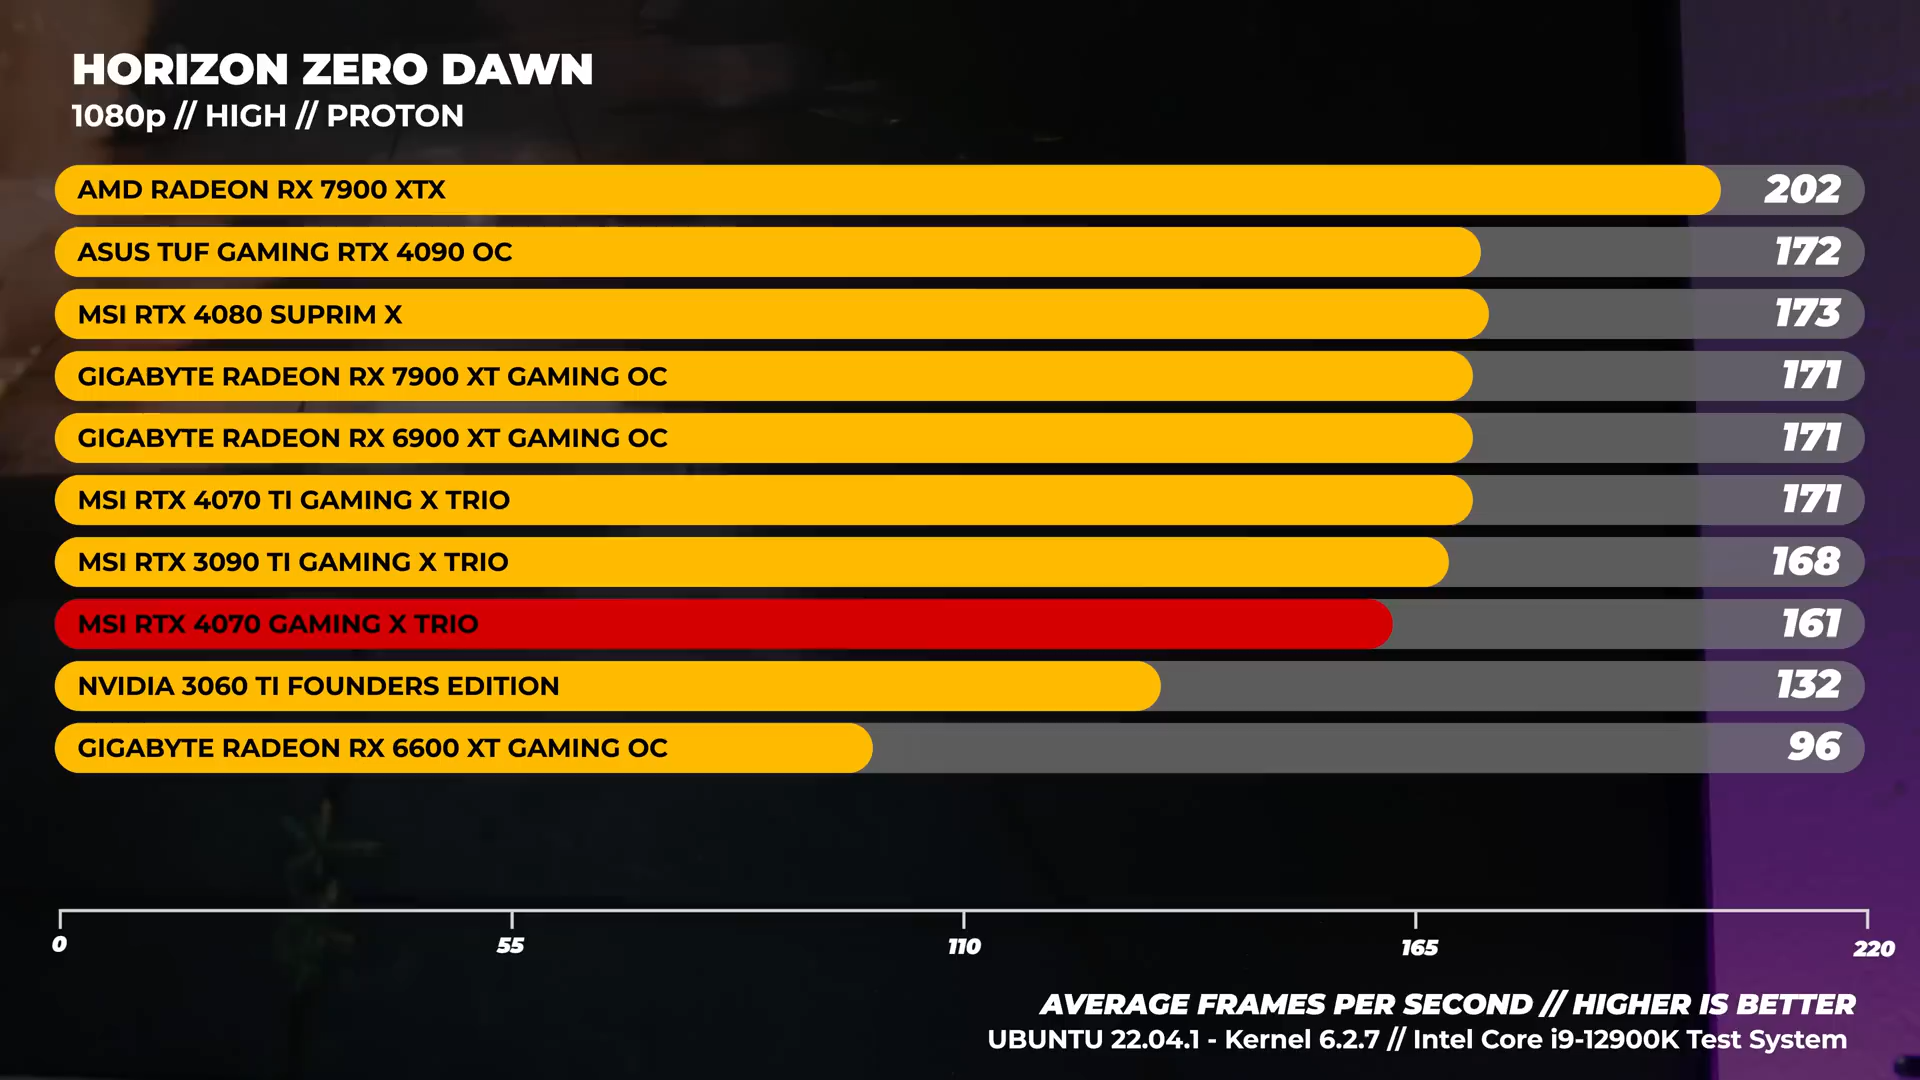 HORIZON ZERO DAWN
1080p // HIGH // PROTON
AMD RADEON RX 7900 XTX 202
ASUS TUF GAMING RTX 4090 OC 172
MSI RTX 4080 SUPRIM X 173
GIGABYTE RADEON RX 7900 XT GAMING OC 171
GIGABYTE RADEON RX 6900 XT GAMING OC 171
MSI RTX 4070 TI GAMING X TRIO 171
MSI RTX 3090 TI GAMING X TRIO 168
MSI RTX 4070 GAMING X TRIO 161
NVIDIA 3060 TI FOUNDERS EDITION 132
GIGABYTE RADEON RX 6600 XT GAMING OC 96
0 55 110 165 220
AVERAGE FRAMES PER SECOND // HIGHER IS BETTER
UBUNTU 22.04.1 - Kernel 6.2.7 // Intel Core i9-12900K Test System